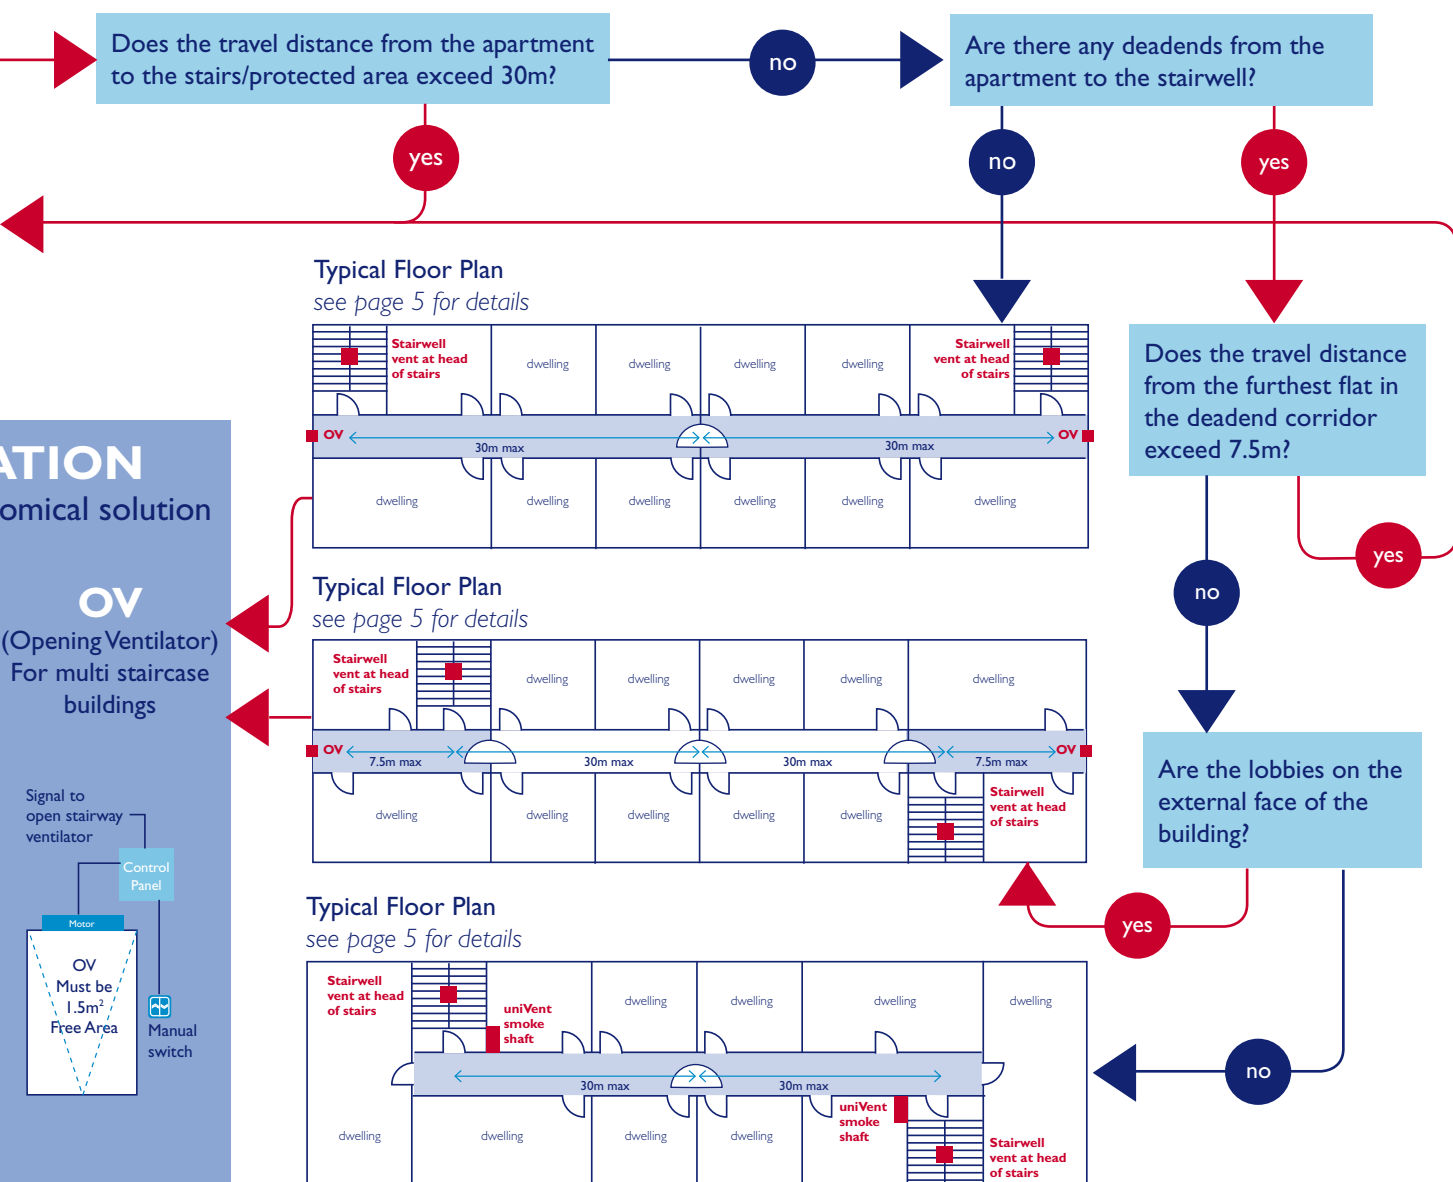 Does the travel distance from the apartment
to the stairs/protected area exceed 30m?
no
Are there any deadends from the
apartment to the stairwell?
yes
no
yes
Typical Floor Plan
see page 5 for details
Stairwell
vent at head
of stairs
dwelling
dwelling
dwelling
dwelling
Stairwell
vent at head
of stairs
OV
30m max
30m max
OV
dwelling
dwelling
dwelling
dwelling
dwelling
Does the travel distance
from the furthest flat in
the deadend corridor
exceed 7.5m?
yes
no
ATION
omical solution
OV
(Opening Ventilator)
For multi staircase
buildings
Typical Floor Plan
see page 5 for details
Stairwell
vent at head
of stairs
dwelling
dwelling
dwelling
dwelling
dwelling
OV
7.5m max
30m max
30m max
7.5m max
OV
dwelling
dwelling
dwelling
dwelling
dwelling
Stairwell
vent at head
of stairs
Are the lobbies on the
external face of the
building?
yes
no
Signal to
open stairway
ventilator
Control
Panel
Motor
OV
Must be
1.5m²
Free Area
Manual
switch
Typical Floor Plan
see page 5 for details
Stairwell
vent at head
of stairs
uniVent
smoke
shaft
dwelling
dwelling
dwelling
dwelling
30m max
30m max
dwelling
dwelling
dwelling
dwelling
uniVent
smoke
shaft
Stairwell
vent at head
of stairs